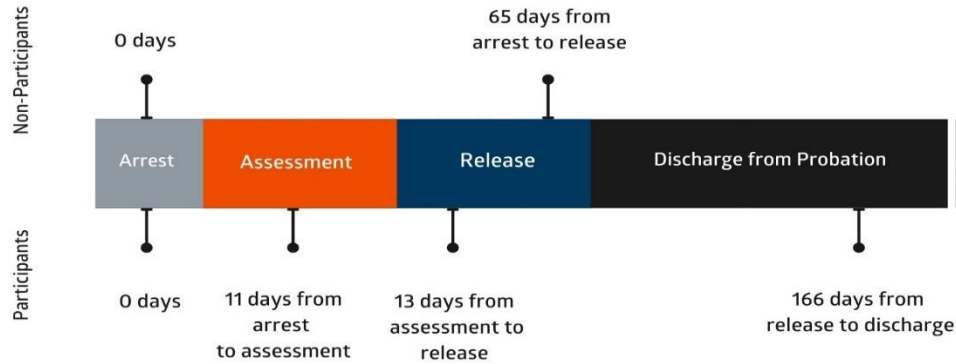 Non-Participants
0 days
65 days from
arrest to release
Arrest
Assessment
Release
Discharge from Probation
Participants
0 days
11 days from
arrest
to assessment
13 days from
assessment to
release
166 days from
release to discharge